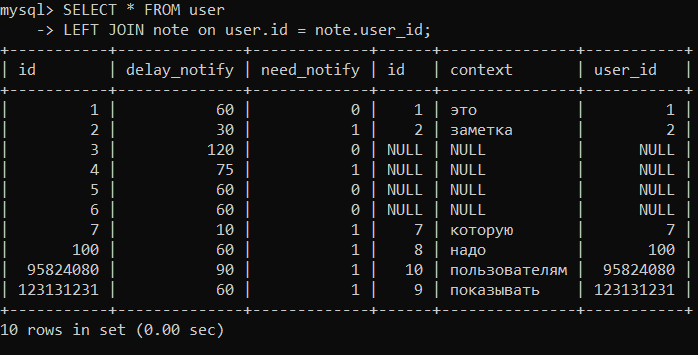 mysql> SELECT * FROM user
    -> LEFT JOIN note on user.id = note.user_id;
+-----------+--------------+-------------+------+---------------+-----------+
| id        | delay_notify | need_notify | id   | context       | user_id   |
+-----------+--------------+-------------+------+---------------+-----------+
|         1 |           60 |           0 |    1 | это           |         1 |
|         2 |           30 |           1 |    2 | заметка       |         2 |
|         3 |          120 |           0 | NULL | NULL          |      NULL |
|         4 |           75 |           1 | NULL | NULL          |      NULL |
|         5 |           60 |           0 | NULL | NULL          |      NULL |
|         6 |           60 |           0 | NULL | NULL          |      NULL |
|         7 |           10 |           1 |    7 | которую       |         7 |
|       100 |           60 |           1 |    8 | надо          |       100 |
|  95824080 |           90 |           1 |   10 | пользователям |  95824080 |
| 123131231 |           60 |           1 |    9 | показывать    | 123131231 |
+-----------+--------------+-------------+------+---------------+-----------+
10 rows in set (0.00 sec)